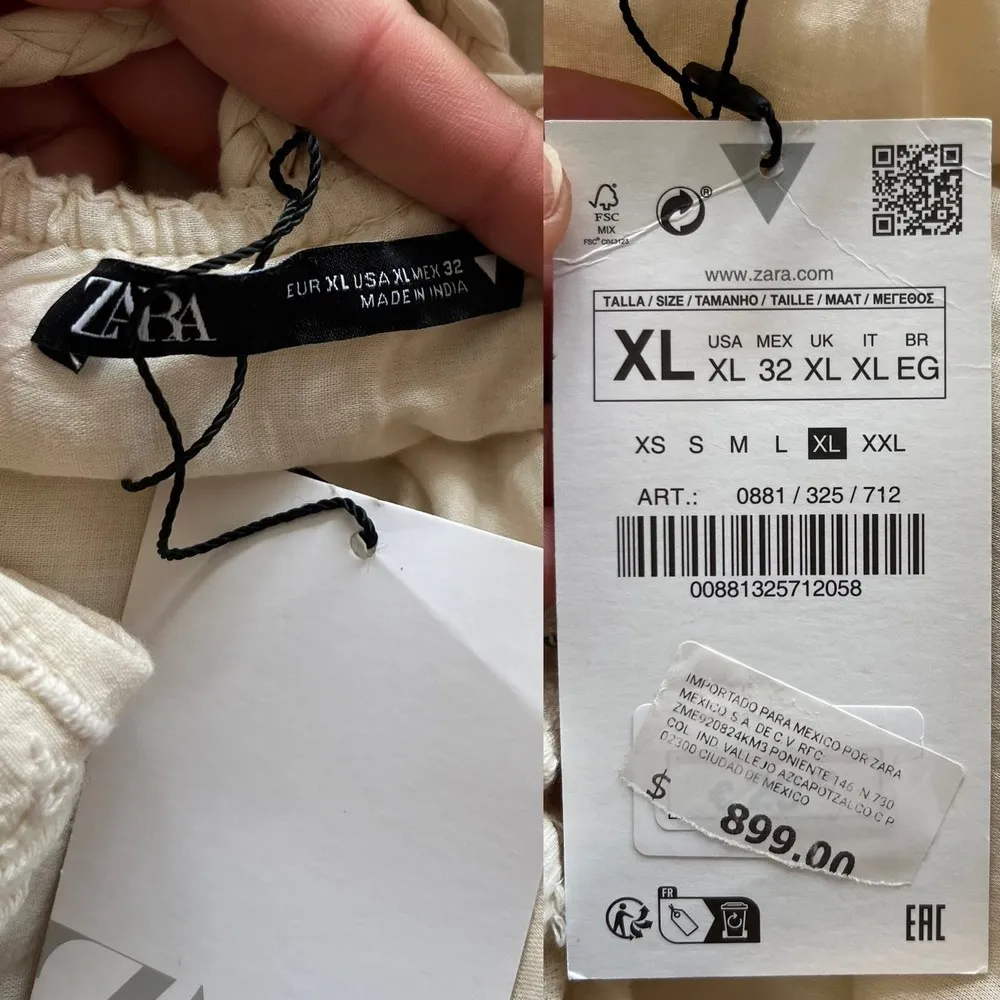 ZARA
EUR XL USA XL MEX 32
MADE IN INDIA
FSC
MIX
FSC® C043123
®
www.zara.com
TALLA / SIZE / TAMANHO / TAILLE / MAAT / ΜΕΓΕΘΟΣ
XL
USA MEX UK IT BR
XL 32 XL XL EG
XS S M L XL XXL
ART.: 0881 / 325 / 712
00881325712058
IMPORTADO PARA MEXICO POR ZARA
MEXICO S.A. DE C.V. RFC:
ZME920824KM3 PONIENTE 146 N 730
COL. IND. VALLEJO AZCAPOTZALCO C.P.
02300 CIUDAD DE MEXICO
$ 899.00
FR
EAC